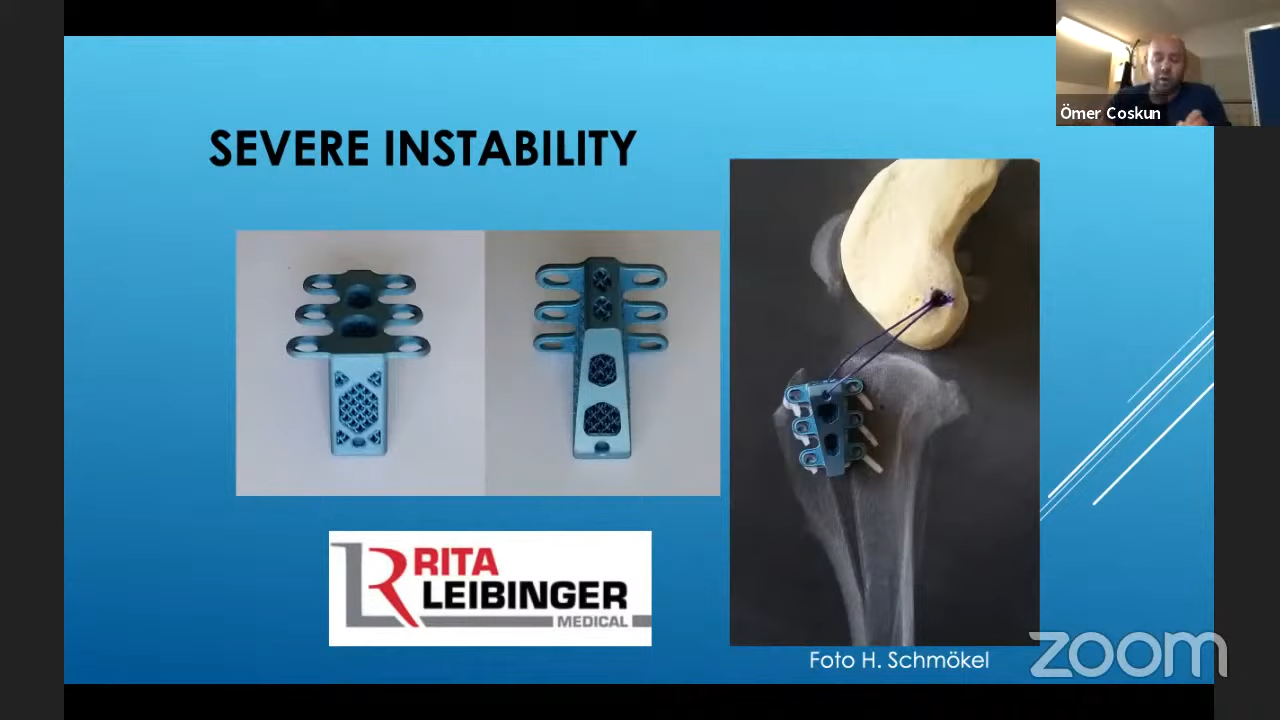 Ömer Coskun
SEVERE INSTABILITY
RITA
LEIBINGER
MEDICAL
Foto H. Schmökel
zoom